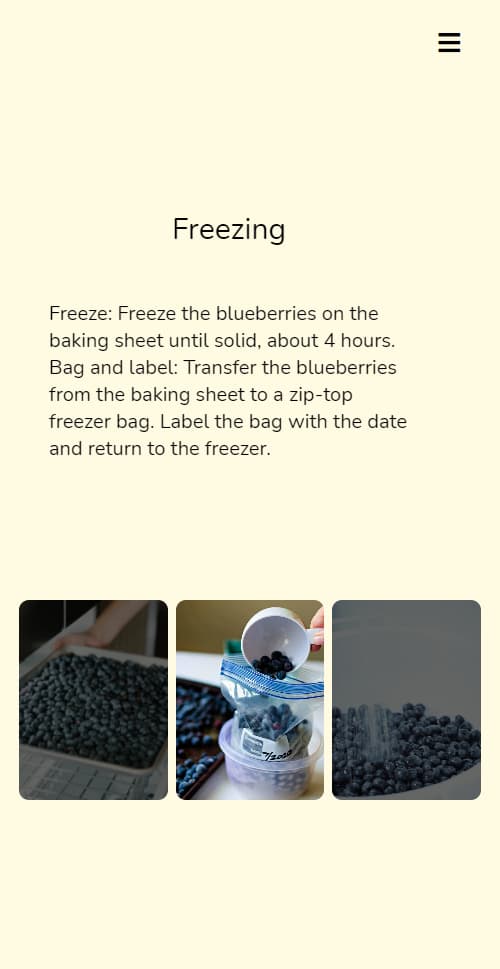 Freezing
Freeze: Freeze the blueberries on the
baking sheet until solid, about 4 hours.
Bag and label: Transfer the blueberries
from the baking sheet to a zip-top
freezer bag. Label the bag with the date
and return to the freezer.
7/2020